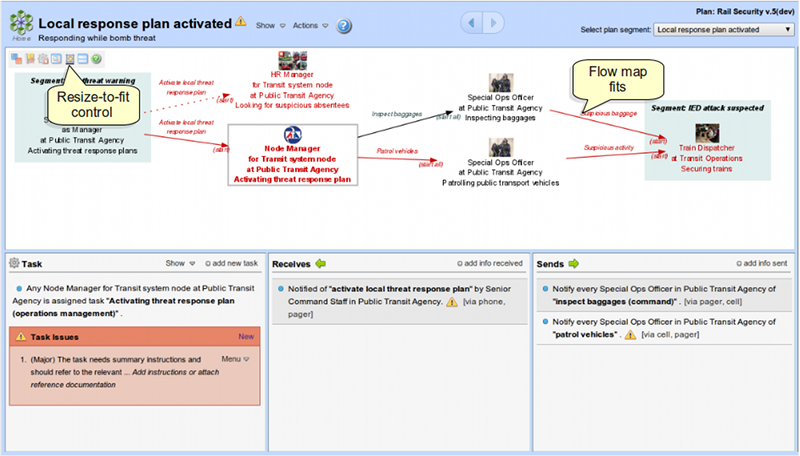 Local response plan activated
Show
Actions
?
Plan: Rail Security v.5(dev)
Home
Responding while bomb threat
Select plan segment:
Local response plan activated
Resize-to-fit
control
Flow map
fits
threat warning
as Manager
at Public Transit Agency
Activating threat response plans
Activate local threat
response plan
(start)
HR Manager
for Transit system node
at Public Transit Agency
Looking for suspicious absentees
Activate local threat
response plan
(start)
Node Manager
for Transit system node
at Public Transit Agency
Activating threat response plan
Inspect baggages
(start all)
Special Ops Officer
at Public Transit Agency
Inspecting baggages
Patrol vehicles
(start all)
Special Ops Officer
at Public Transit Agency
Patrolling public transport vehicles
baggage
(start)
Suspicious activity
(start)
Segment: IED attack suspected
Train Dispatcher
at Transit Operations
Securing trains
Task
Show
add new task
Any Node Manager for Transit system node at Public Transit
Agency is assigned task "Activating threat response plan
(operations management)" .
Task Issues
New
1. (Major) The task needs summary instructions and
should refer to the relevant ... Add instructions or attach
reference documentation
Menu
Receives
add info received
Notified of "activate local threat response plan" by Senior
Command Staff in Public Transit Agency. [via phone,
pager]
Sends
add info sent
Notify every Special Ops Officer in Public Transit Agency of
"inspect baggages (command)" . [via pager, cell]
Notify every Special Ops Officer in Public Transit Agency of
"patrol vehicles" . [via cell, pager]